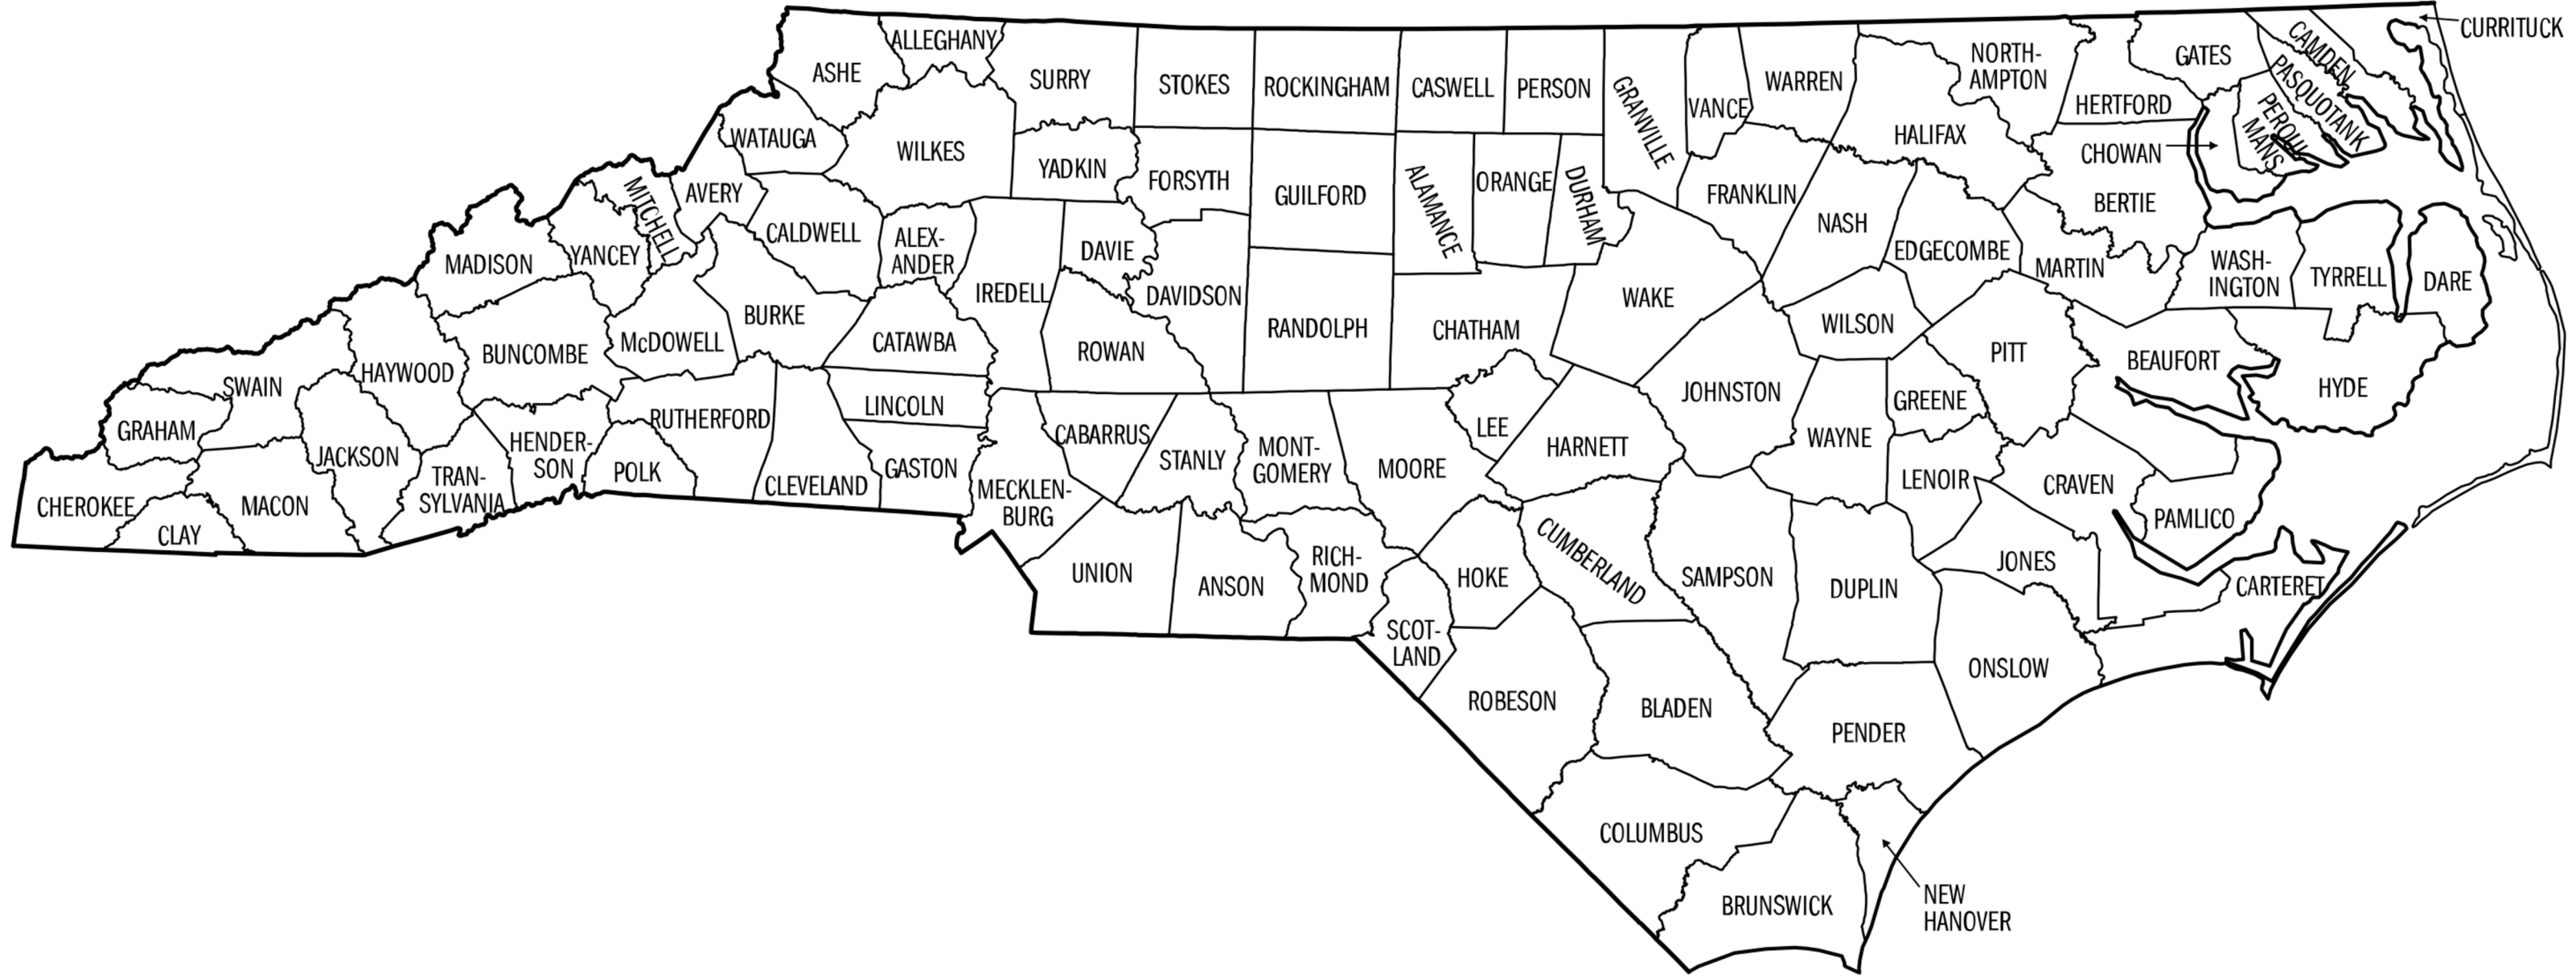 CURRITUCK
ALLEGHANY
ASHE
SURRY
STOKES
ROCKINGHAM
CASWELL
PERSON
GRANVILLE
VANCE
WARREN
NORTH-
AMPTON
GATES
CAMDEN
PASQUOTANK
PERQUI
MANS
HERTFORD
HALIFAX
CHOWAN
BERTIE
WATAUGA
WILKES
YADKIN
FORSYTH
GUILFORD
ALAMANCE
ORANGE
DURHAM
FRANKLIN
NASH
EDGECOMBE
MARTIN
WASH-
INGTON
TYRRELL
DARE
MITCHELL
AVERY
CALDWELL
ALEX-
ANDER
DAVIE
IREDELL
DAVIDSON
MADISON
YANCEY
BURKE
McDOWELL
BUNCOMBE
CATAWBA
ROWAN
RANDOLPH
CHATHAM
WAKE
WILSON
PITT
BEAUFORT
HYDE
SWAIN
HAYWOOD
GRAHAM
JACKSON
RUTHERFORD
LINCOLN
CABARRUS
STANLY
MONT-
GOMERY
MOORE
LEE
HARNETT
JOHNSTON
WAYNE
GREENE
LENOIR
CRAVEN
PAMLICO
CHEROKEE
CLAY
MACON
TRAN-
SYLVANIA
HENDER-
SON
POLK
CLEVELAND
GASTON
MECKLEN-
BURG
UNION
ANSON
RICH-
MOND
SCOT-
LAND
HOKE
CUMBERLAND
SAMPSON
DUPLIN
JONES
CARTERET
ONSLOW
ROBESON
BLADEN
PENDER
COLUMBUS
BRUNSWICK
NEW
HANOVER